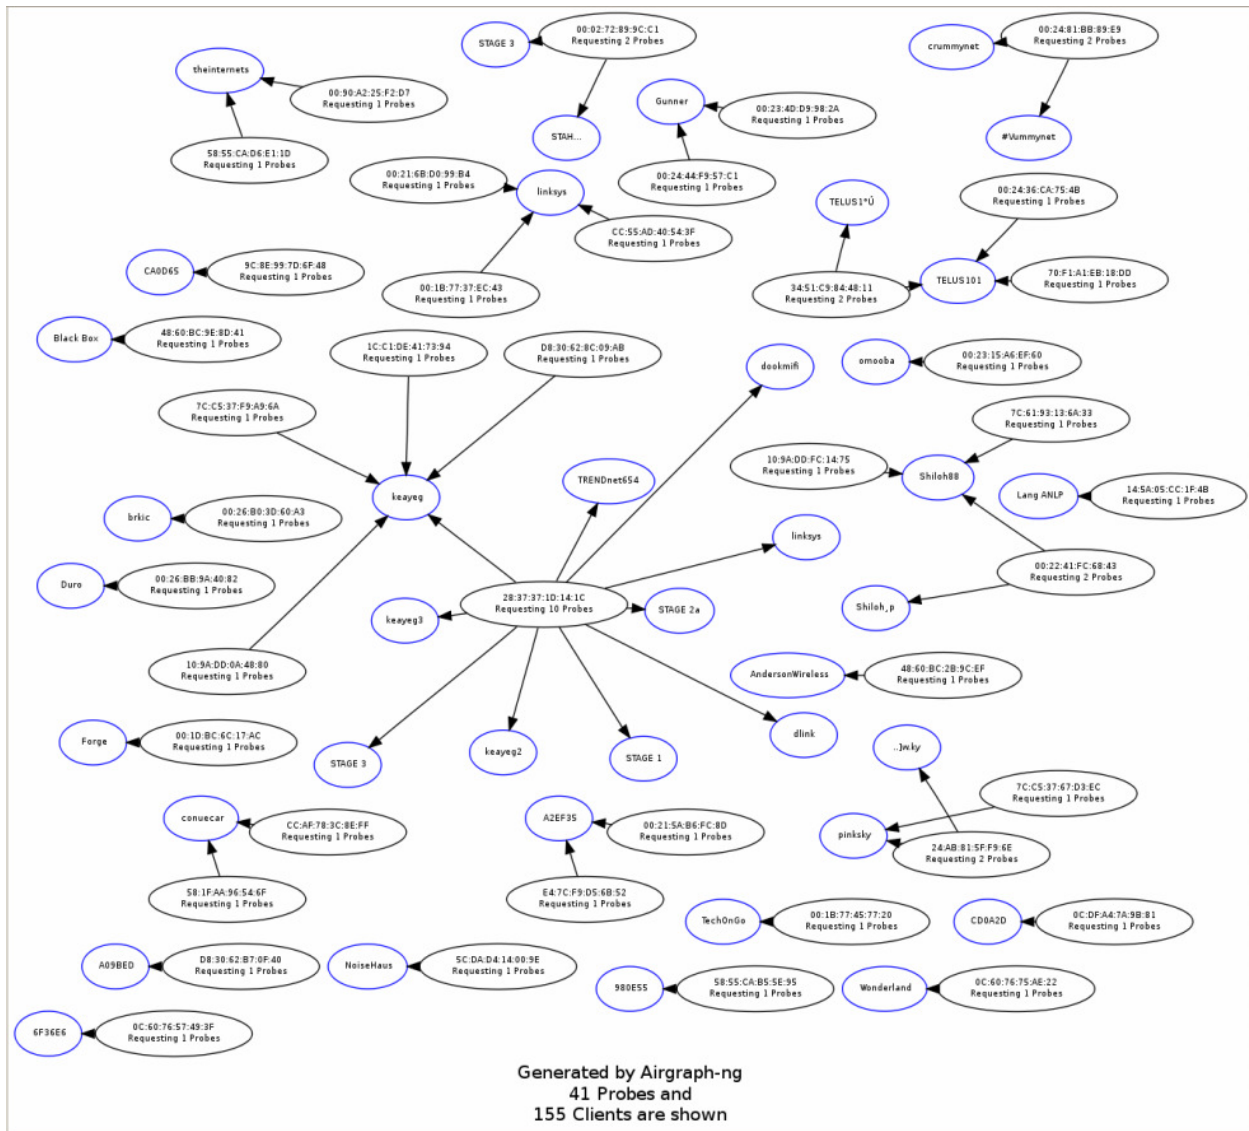 STAGE 3
00:02:72:89:9C:C1
Requesting 2 Probes
crummynet
00:24:81:BB:89:E9
Requesting 2 Probes
theinternets
00:90:A2:25:F2:D7
Requesting 1 Probes
Gunner
00:23:4D:D9:98:2A
Requesting 1 Probes
STAH...
#Vummynet
58:55:CA:D6:E1:1D
Requesting 1 Probes
00:21:6B:D0:99:B4
Requesting 1 Probes
linksys
00:24:44:F9:57:C1
Requesting 1 Probes
TELUS1"Ú
00:24:36:CA:75:4B
Requesting 1 Probes
CC:55:AD:40:54:3F
Requesting 1 Probes
CA0D65
9C:8E:99:7D:6F:48
Requesting 1 Probes
00:1B:77:37:EC:43
Requesting 1 Probes
34:51:C9:84:48:11
Requesting 2 Probes
TELUS101
70:F1:A1:EB:18:DD
Requesting 1 Probes
Black Box
48:60:BC:9E:8D:41
Requesting 1 Probes
1C:C1:DE:41:73:94
Requesting 1 Probes
D8:30:62:8C:09:AB
Requesting 1 Probes
dookmifi
omooba
00:23:15:A6:EF:60
Requesting 1 Probes
7C:C5:37:F9:A9:6A
Requesting 1 Probes
7C:61:93:13:6A:33
Requesting 1 Probes
10:9A:DD:FC:14:75
Requesting 1 Probes
Shiloh88
keayeg
TRENDnet654
Lang ANLP
14:5A:05:CC:1F:4B
Requesting 1 Probes
brkic
00:26:B0:3D:60:A3
Requesting 1 Probes
linksys
Duro
00:26:BB:9A:40:82
Requesting 1 Probes
00:22:41:FC:68:43
Requesting 2 Probes
28:37:37:1D:14:1C
Requesting 10 Probes
keayeg3
STAGE 2a
Shiloh,p
10:9A:DD:0A:48:80
Requesting 1 Probes
AndersonWireless
48:60:BC:2B:9C:EF
Requesting 1 Probes
Forge
00:1D:BC:6C:17:AC
Requesting 1 Probes
STAGE 3
keayeg2
STAGE 1
dlink
..]w.ky
7C:C5:37:67:D3:EC
Requesting 1 Probes
conuecar
CC:AF:78:3C:8E:FF
Requesting 1 Probes
A2EF35
00:21:5A:B6:FC:8D
Requesting 1 Probes
pinksky
24:AB:81:5F:F9:6E
Requesting 2 Probes
58:1F:AA:96:54:6F
Requesting 1 Probes
E4:7C:F9:D5:6B:52
Requesting 1 Probes
TechOnGo
00:1B:77:45:77:20
Requesting 1 Probes
CD0A2D
0C:DF:A4:7A:9B:81
Requesting 1 Probes
A09BED
D8:30:62:B7:0F:40
Requesting 1 Probes
NoiseHaus
5C:DA:D4:14:00:9E
Requesting 1 Probes
980E55
58:55:CA:B5:5E:95
Requesting 1 Probes
Wonderland
0C:60:76:75:AE:22
Requesting 1 Probes
6F36E6
0C:60:76:57:49:3F
Requesting 1 Probes
Generated by Airgraph-ng
41 Probes and
155 Clients are shown